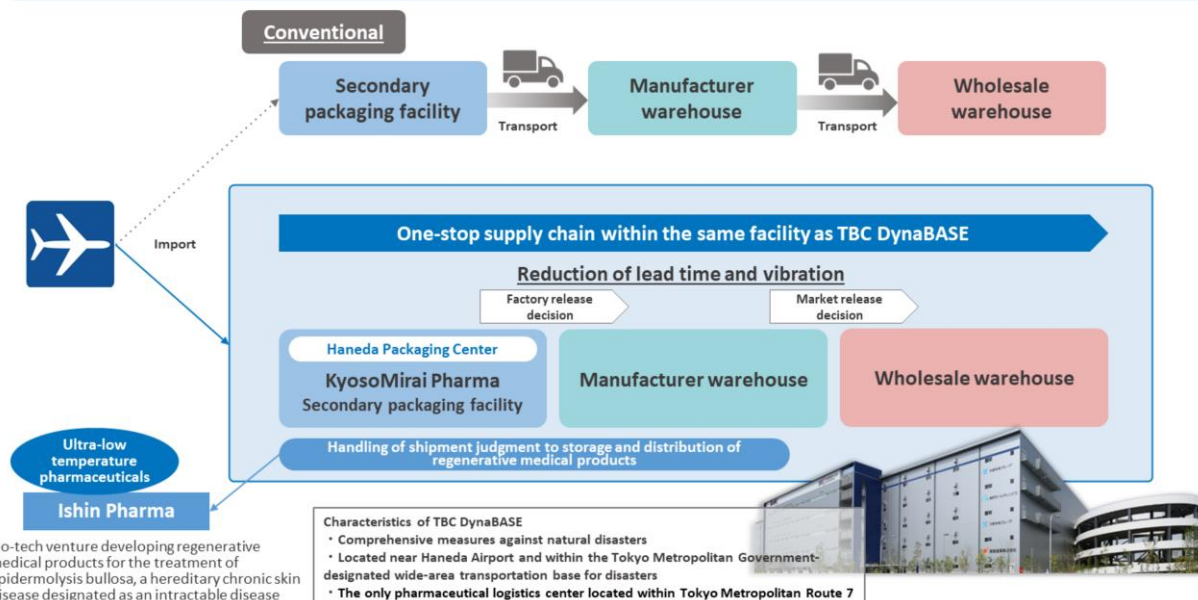 Conventional
Secondary
packaging facility
Transport
Manufacturer
warehouse
Transport
Wholesale
warehouse
Import
One-stop supply chain within the same facility as TBC DynaBASE
Reduction of lead time and vibration
Factory release
decision
Market release
decision
Haneda Packaging Center
KyosoMirai Pharma
Secondary packaging facility
Manufacturer warehouse
Wholesale warehouse
Handling of shipment judgment to storage and distribution of
regenerative medical products
Ultra-low
temperature
pharmaceuticals
Ishin Pharma
o-tech venture developing regenerative
medical products for the treatment of
pidermolysis bullosa, a hereditary chronic skin
isease designated as an intractable disease
Characteristics of TBC DynaBASE
・Comprehensive measures against natural disasters
・Located near Haneda Airport and within the Tokyo Metropolitan Government-
designated wide-area transportation base for disasters
・The only pharmaceutical logistics center located within Tokyo Metropolitan Route 7